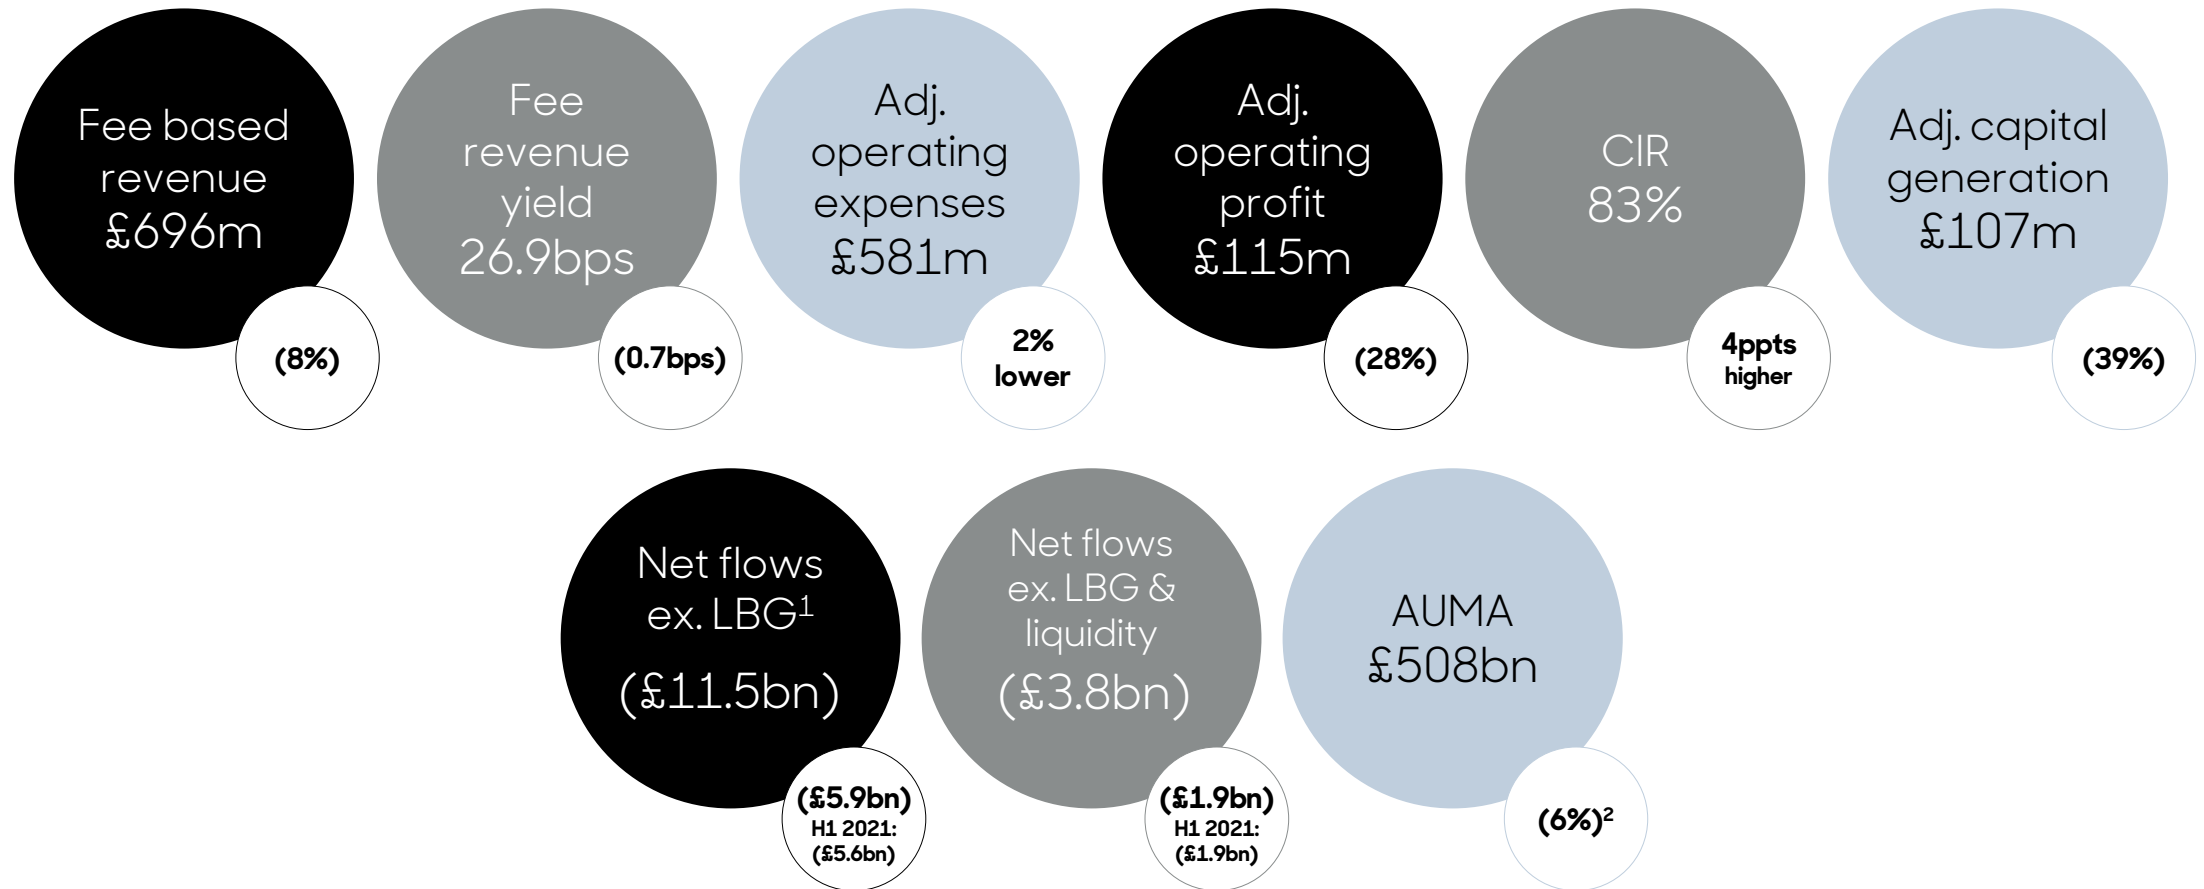 Fee based
revenue
£696m
(8%)
Fee
revenue
yield
26.9bps
(0.7bps)
Adj.
operating
expenses
£581m
2%
lower
Adj.
operating
profit
£115m
(28%)
CIR
83%
4ppts
higher
Adj. capital
generation
£107m
(39%)
Net flows
ex. LBG¹
(£11.5bn)
(£5.9bn)
H1 2021:
(£5.6bn)
Net flows
ex. LBG &
liquidity
(£3.8bn)
(£1.9bn)
H1 2021:
(£1.9bn)
AUMA
£508bn
(6%)²